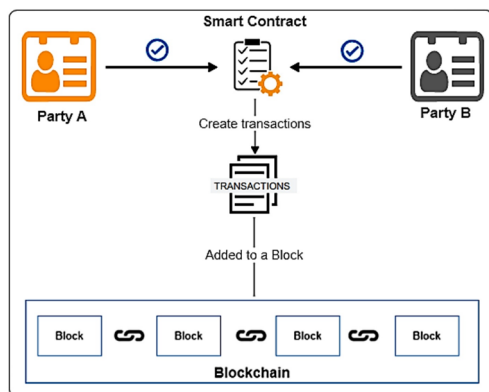 Smart Contract
Party A
Party B
Create transactions
TRANSACTIONS
Added to a Block
Block
Block
Block
Block
Blockchain